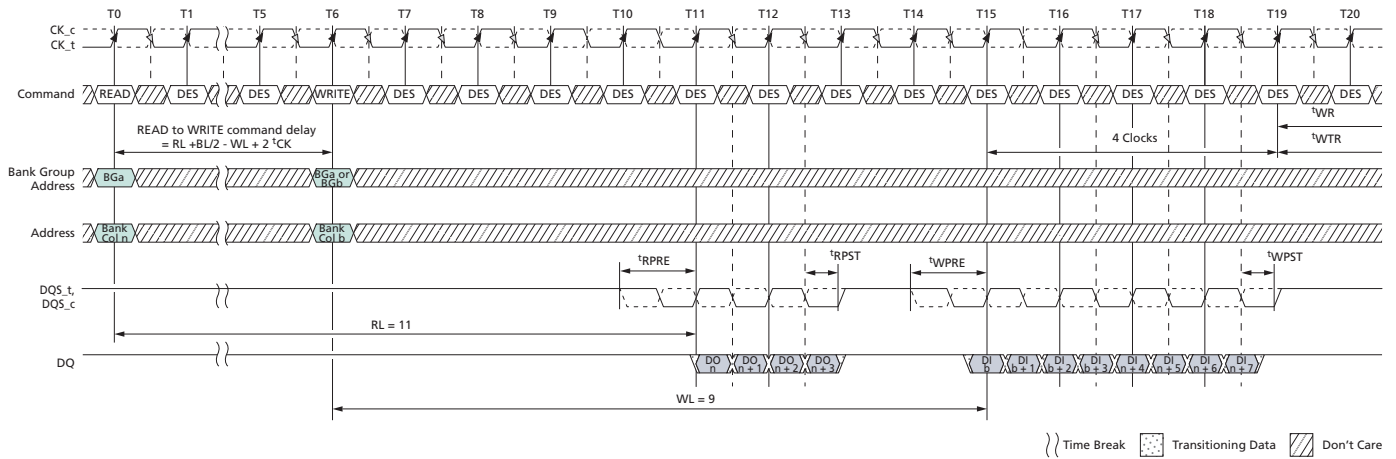 T0 T1 T5 T6 T7 T8 T9 T10 T11 T12 T13 T14 T15 T16 T17 T18 T19 T20
CK_c
CK_t
Command READ DES DES WRITE DES DES DES DES DES DES DES DES DES DES DES DES DES DES
READ to WRITE command delay
= RL +BL/2 - WL + 2 tCK
4 Clocks
tWR
tWTR
Bank Group
Address
BGa
BGa or
BGb
Address
Bank
Col n
Bank
Col b
tRPRE tRPST tWPRE tWPST
DQS_t,
DQS_c
RL = 11
DQ
DO
n
DO
n + 1
DO
n + 2
DO
n + 3
DI
b
DI
b + 1
DI
b + 2
DI
b + 3
DI
n + 4
DI
n + 5
DI
n + 6
DI
n + 7
WL = 9
Time Break Transitioning Data Don't Care